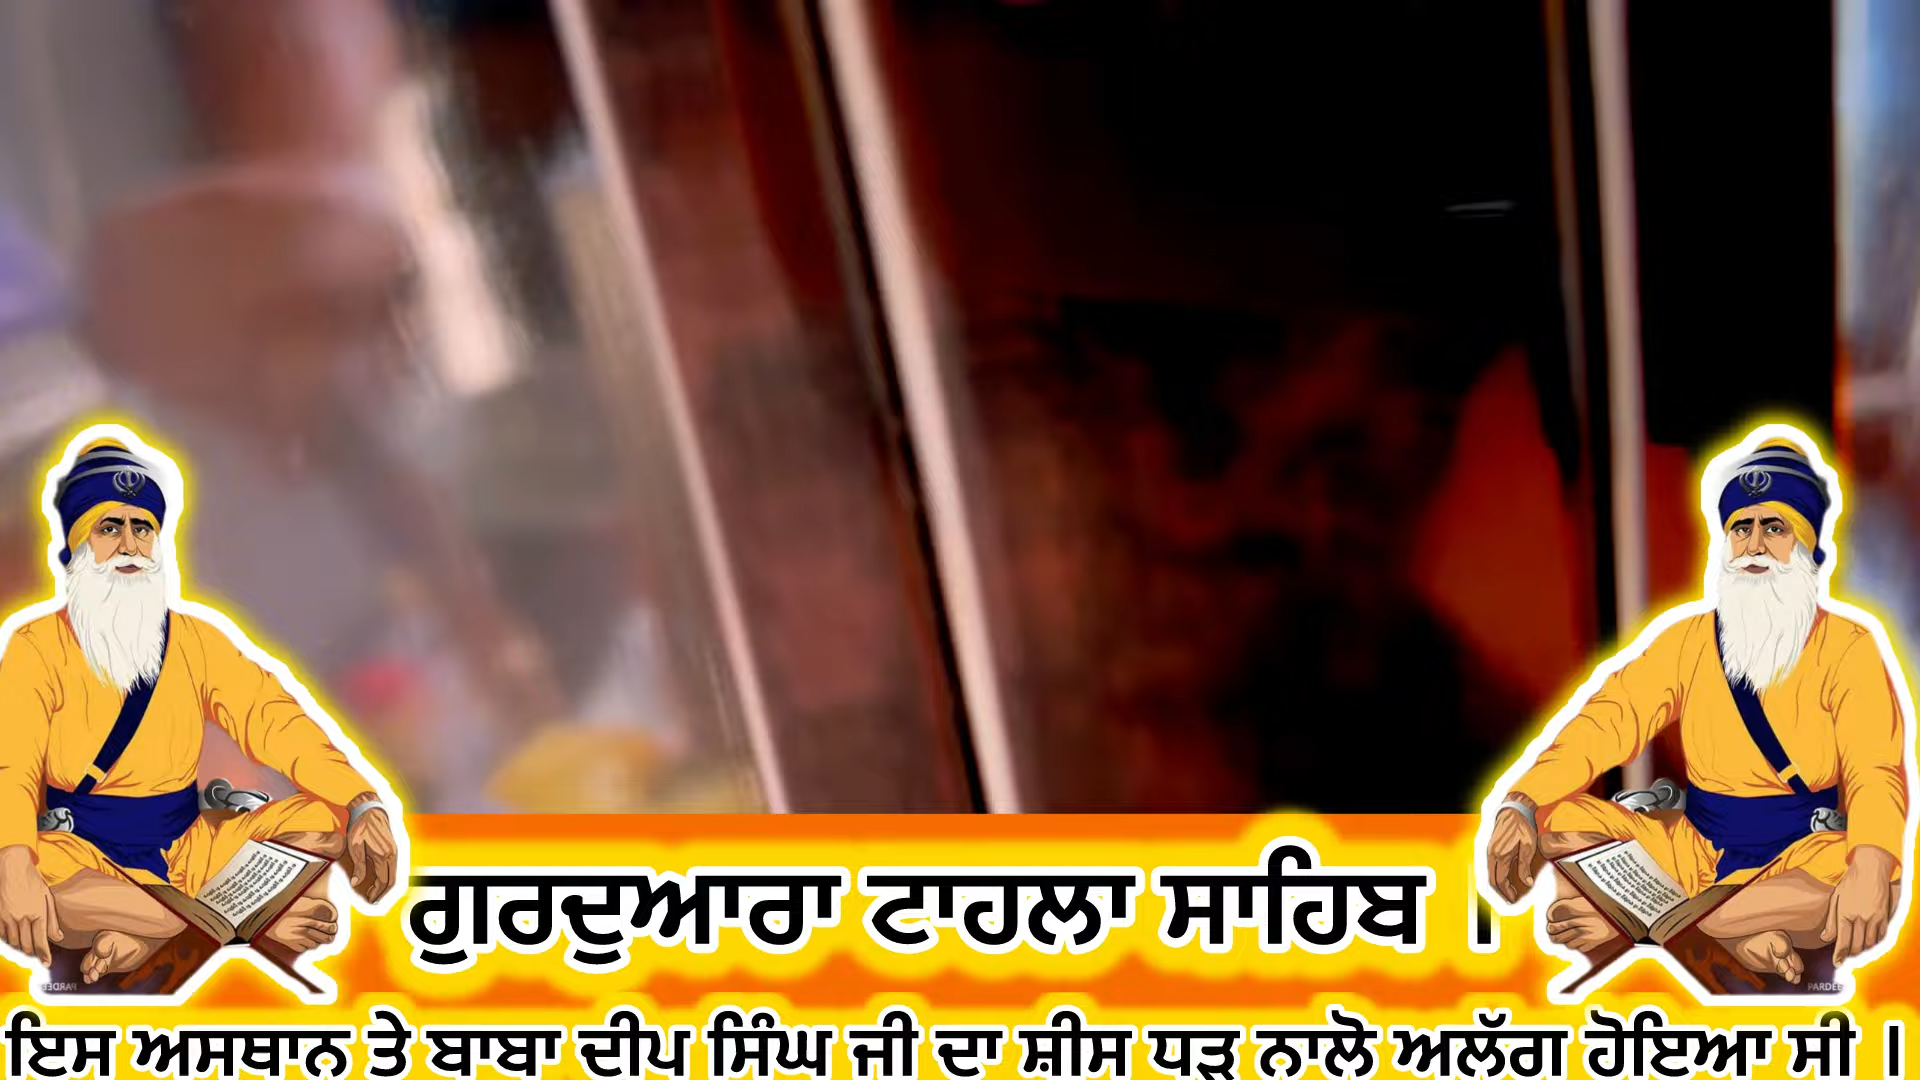 ਗੁਰਦੁਆਰਾ ਟਾਹਲਾ ਸਾਹਿਬ ।
ਇਸ ਅਸਥਾਨ ਤੇ ਬਾਬਾ ਦੀਪ ਸਿੰਘ ਜੀ ਦਾ ਸ਼ੀਸ ਧੜ ਨਾਲੋ ਅਲੱਗ ਹੋਇਆ ਸੀ ।